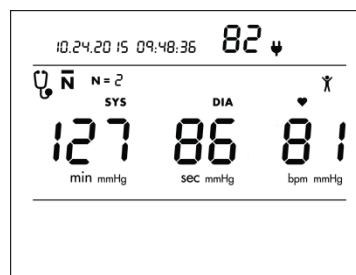 10.24.2015 09:48:36 82
N N=2
SYS DIA
127 86 81
min mmHg sec mmHg bpm mmHg